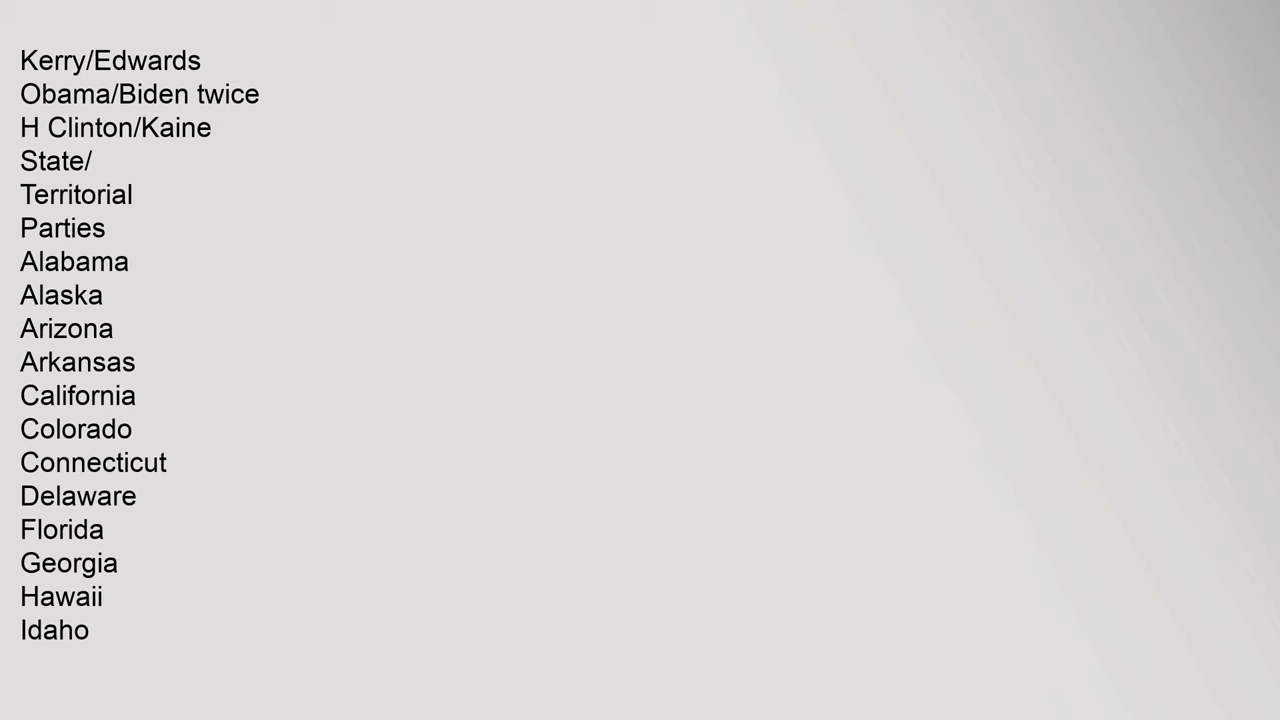 Kerry/Edwards
Obama/Biden twice
H Clinton/Kaine
State/
Territorial
Parties
Alabama
Alaska
Arizona
Arkansas
California
Colorado
Connecticut
Delaware
Florida
Georgia
Hawaii
Idaho